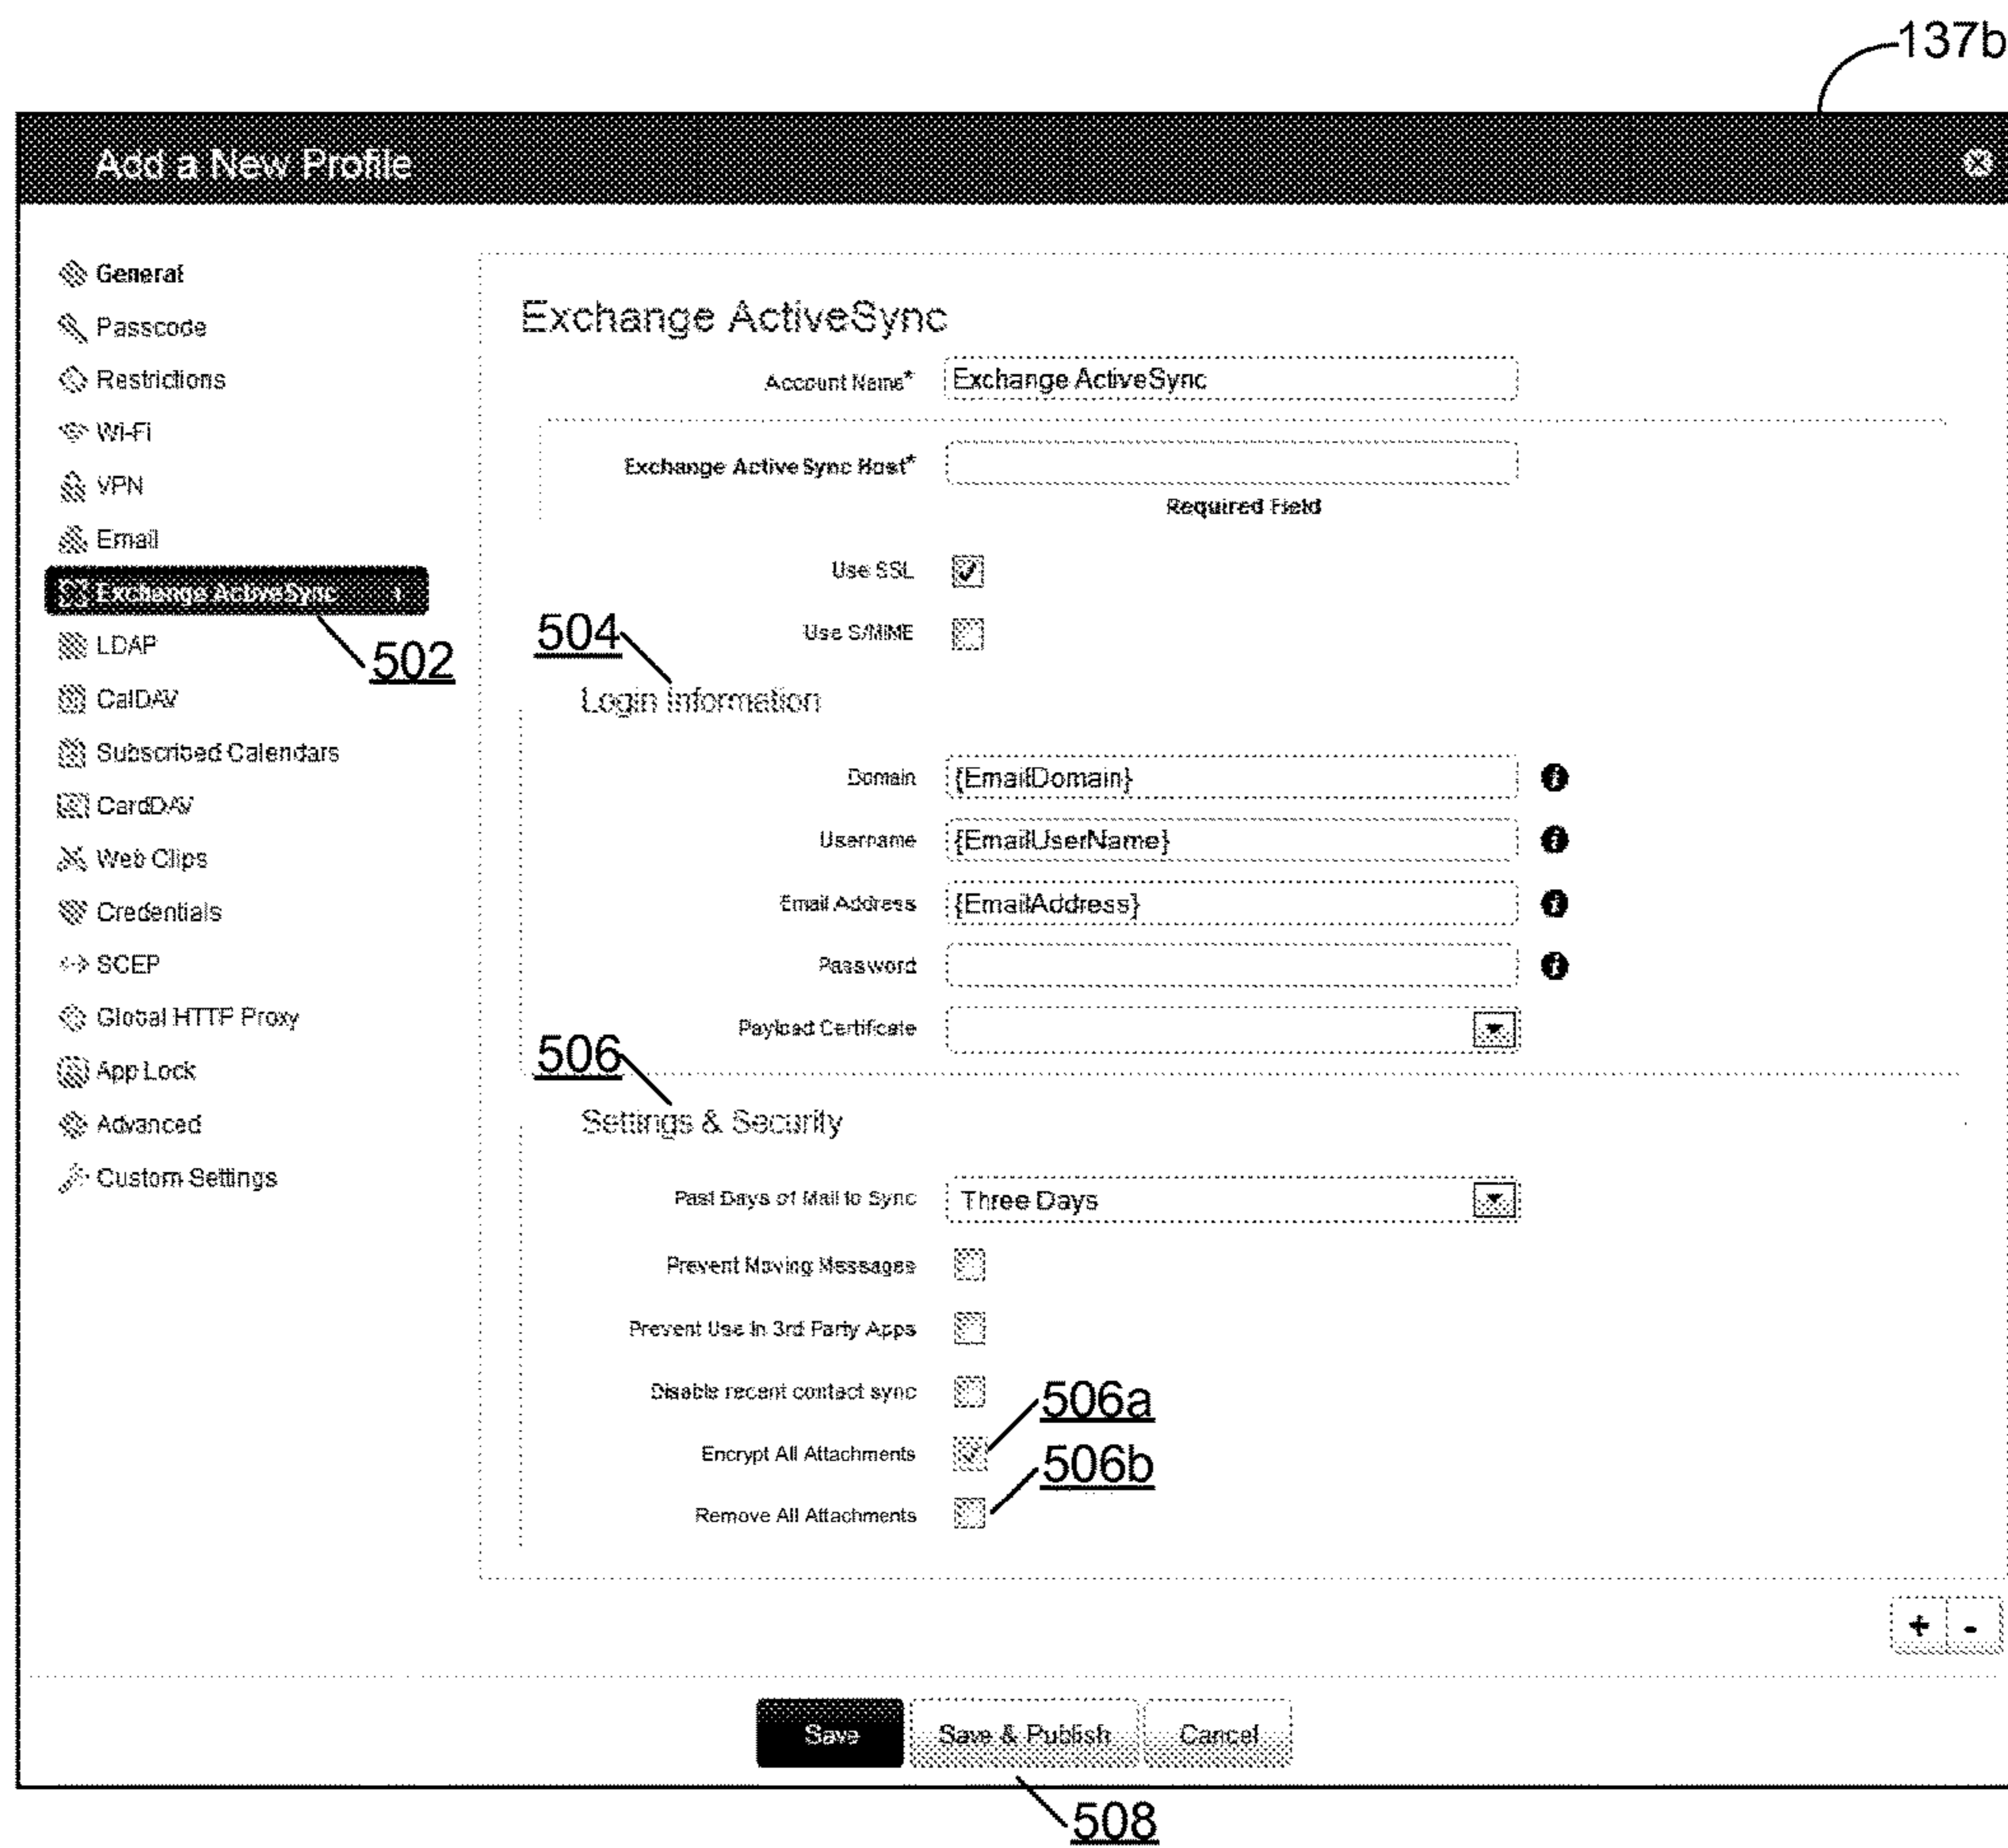 137b
Add a New Profile
General
Passcode
Restrictions
Wi-Fi
VPN
Email
Exchange ActiveSync 1
502
LDAP
CalDAV
Subscribed Calendars
CardDAV
Web Clips
Credentials
SCEP
Global HTTP Proxy
App Lock
Advanced
Custom Settings
Exchange ActiveSync
Account Name* Exchange ActiveSync
Exchange Active Sync Host*
Required Field
Use SSL
Use S/MIME
504
Login Information
Domain {EmailDomain}
Username {EmailUserName}
Email Address {EmailAddress}
Password
Payload Certificate
506
Settings & Security
Past Days of Mail to Sync Three Days
Prevent Moving Messages
Prevent Use in 3rd Party Apps
Disable recent contact sync
506a
Encrypt All Attachments
506b
Remove All Attachments
+ -
Save Save & Publish Cancel
508